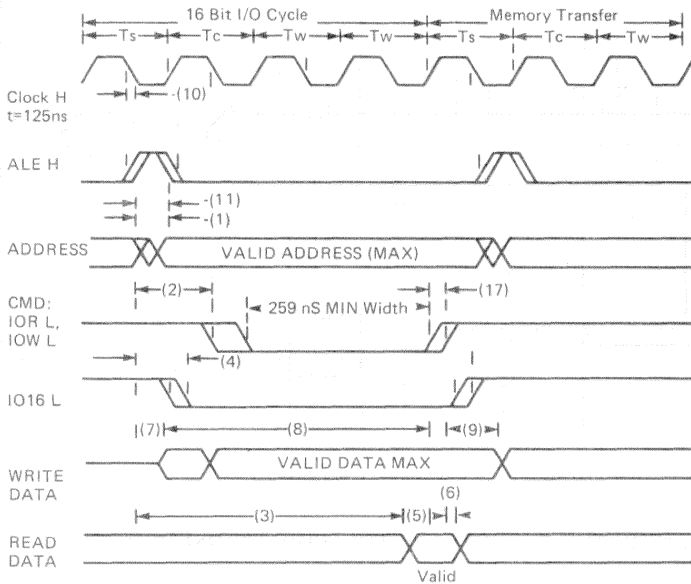 16 Bit I/O Cycle Memory Transfer
Ts Tc Tw Tw Ts Tc Tw
Clock H
t=125ns
-(10)
ALE H
-(11)
-(1)
ADDRESS VALID ADDRESS (MAX)
(2) (17)
CMD:
IOR L,
IOW L
259 nS MIN Width
(4)
IO16 L
(7) (8) (9)
WRITE
DATA
VALID DATA MAX
(6)
(3) (5)
READ
DATA
Valid